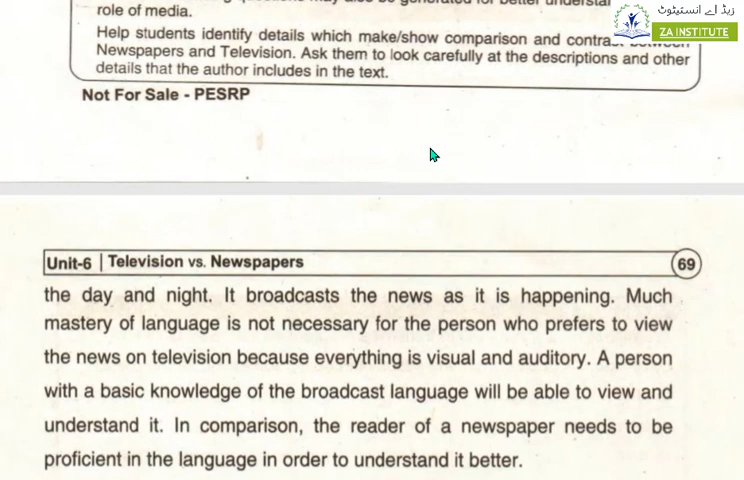 role of media.
زیڈ اے انسٹیٹوٹ
ZA INSTITUTE
Help students identify details which make/show comparison and contrast between
Newspapers and Television. Ask them to look carefully at the descriptions and other
details that the author includes in the text.
Not For Sale - PESRP
Unit-6 | Television vs. Newspapers
69
the day and night. It broadcasts the news as it is happening. Much
mastery of language is not necessary for the person who prefers to view
the news on television because everything is visual and auditory. A person
with a basic knowledge of the broadcast language will be able to view and
understand it. In comparison, the reader of a newspaper needs to be
proficient in the language in order to understand it better.